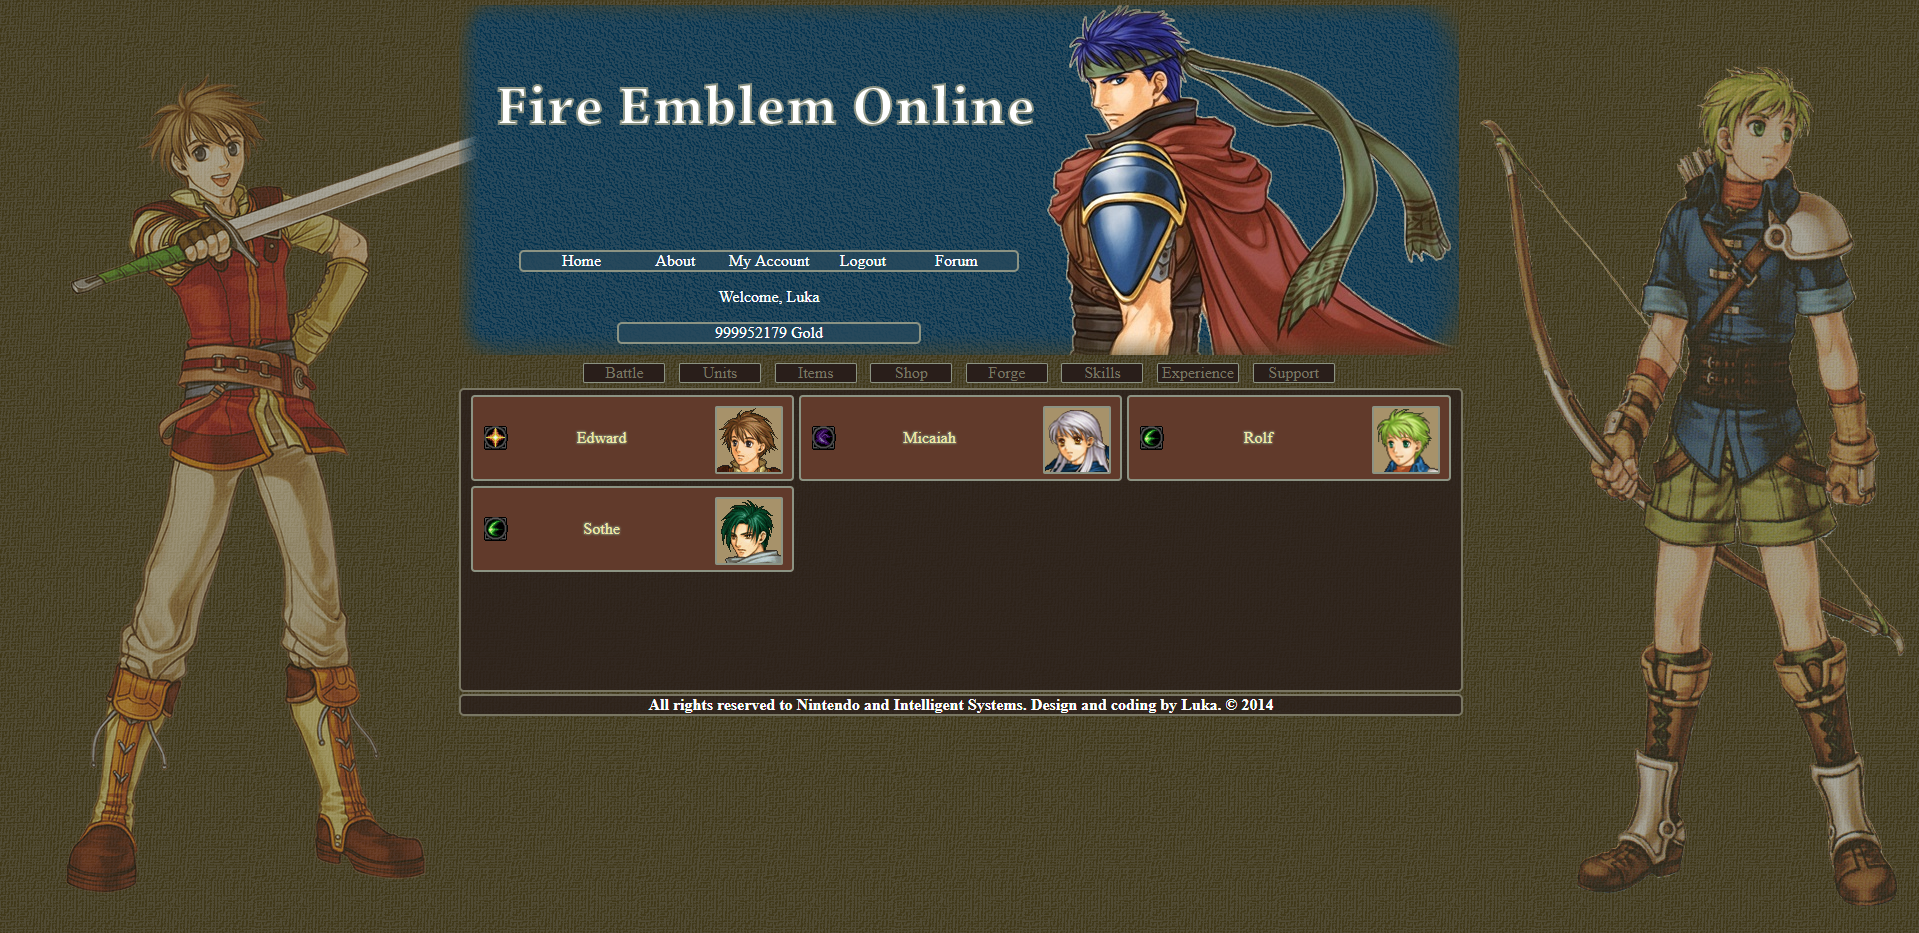 Fire Emblem Online
Home About My Account Logout Forum
Welcome, Luka
999952179 Gold
Battle Units Items Shop Forge Skills Experience Support
Edward Micaiah Rolf
Sothe
All rights reserved to Nintendo and Intelligent Systems. Design and coding by Luka. © 2014